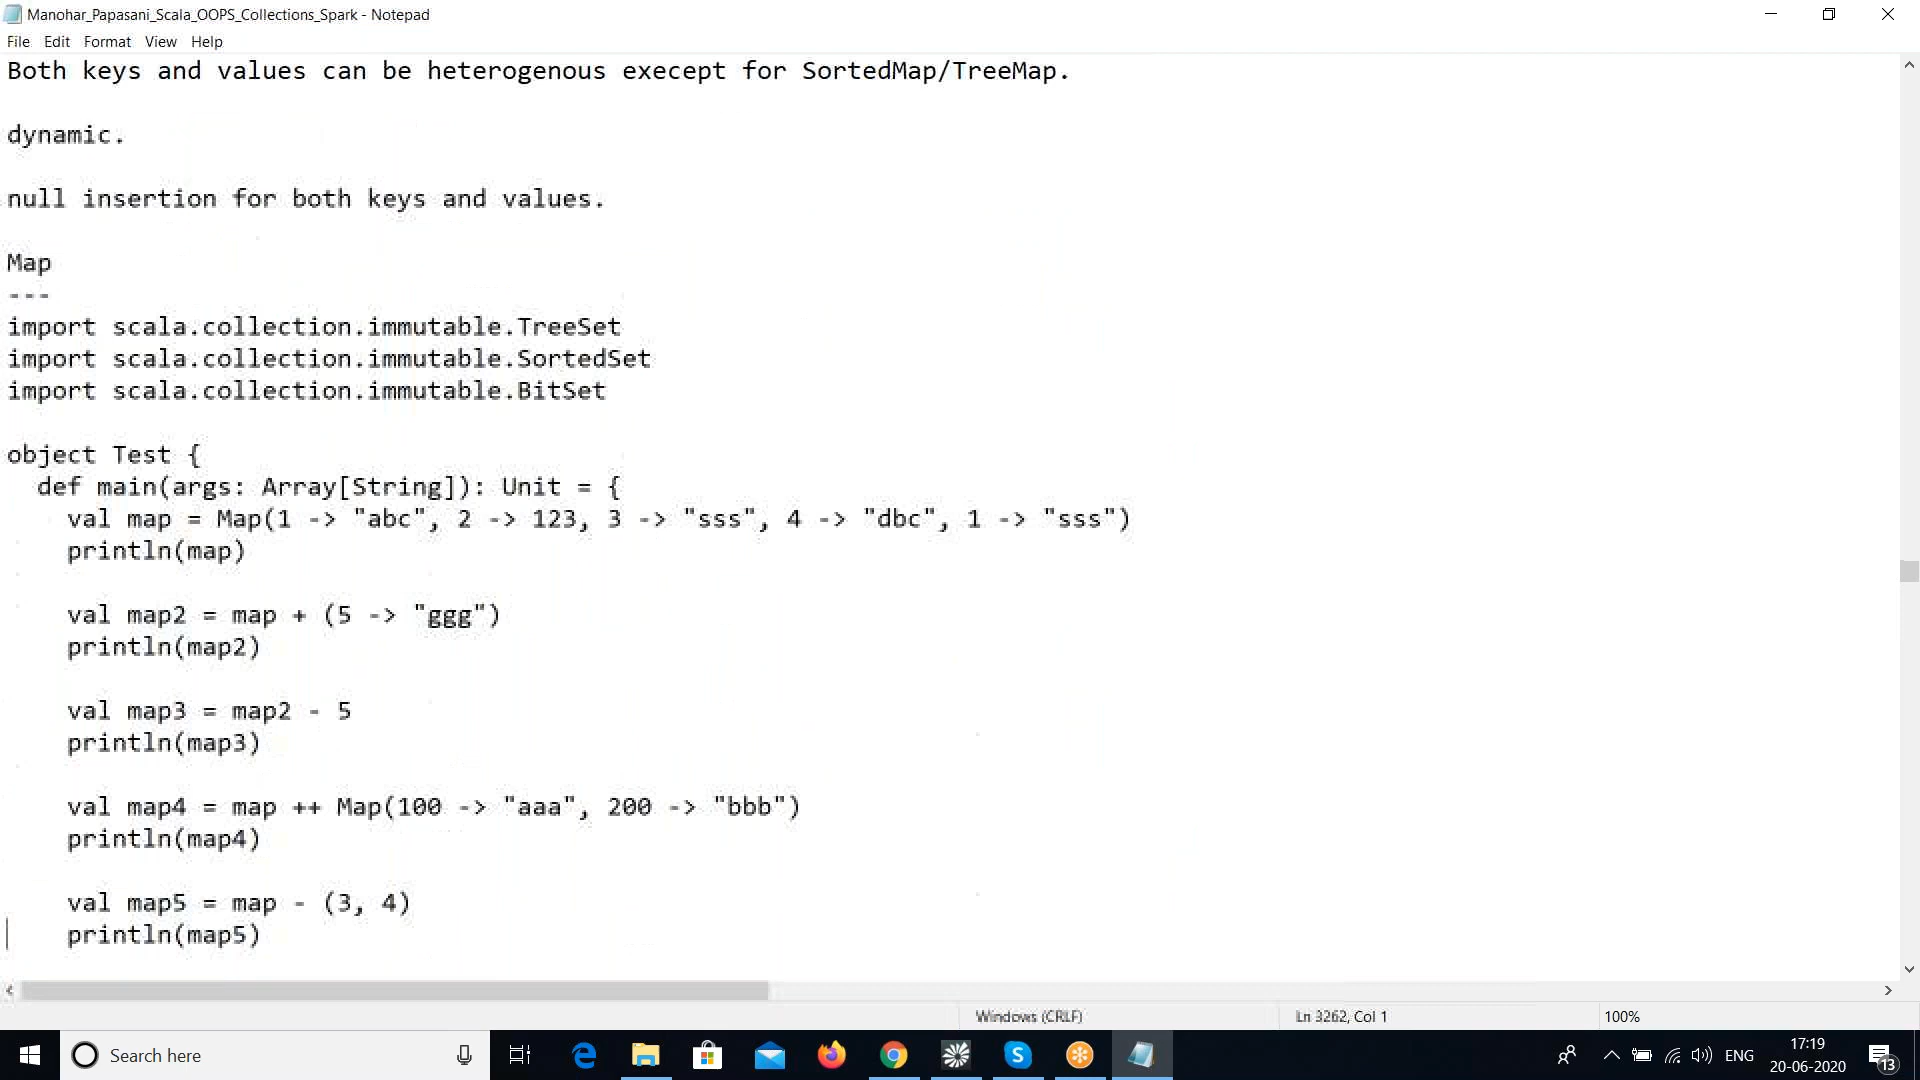 Manohar_Papasani_Scala_OOPS_Collections_Spark - Notepad
File Edit Format View Help
Both keys and values can be heterogenous execept for SortedMap/TreeMap.
dynamic.
null insertion for both keys and values.
Map
---
import scala.collection.immutable.TreeSet
import scala.collection.immutable.SortedSet
import scala.collection.immutable.BitSet
object Test {
def main(args: Array[String]): Unit = {
val map = Map(1 -> "abc", 2 -> 123, 3 -> "sss", 4 -> "dbc", 1 -> "sss")
println(map)
val map2 = map + (5 -> "ggg")
println(map2)
val map3 = map2 - 5
println(map3)
val map4 = map ++ Map(100 -> "aaa", 200 -> "bbb")
println(map4)
val map5 = map - (3, 4)
println(map5)
Windows (CRLF) Ln 3262, Col 1 100%
Search here ENG 17:19
20-06-2020 13